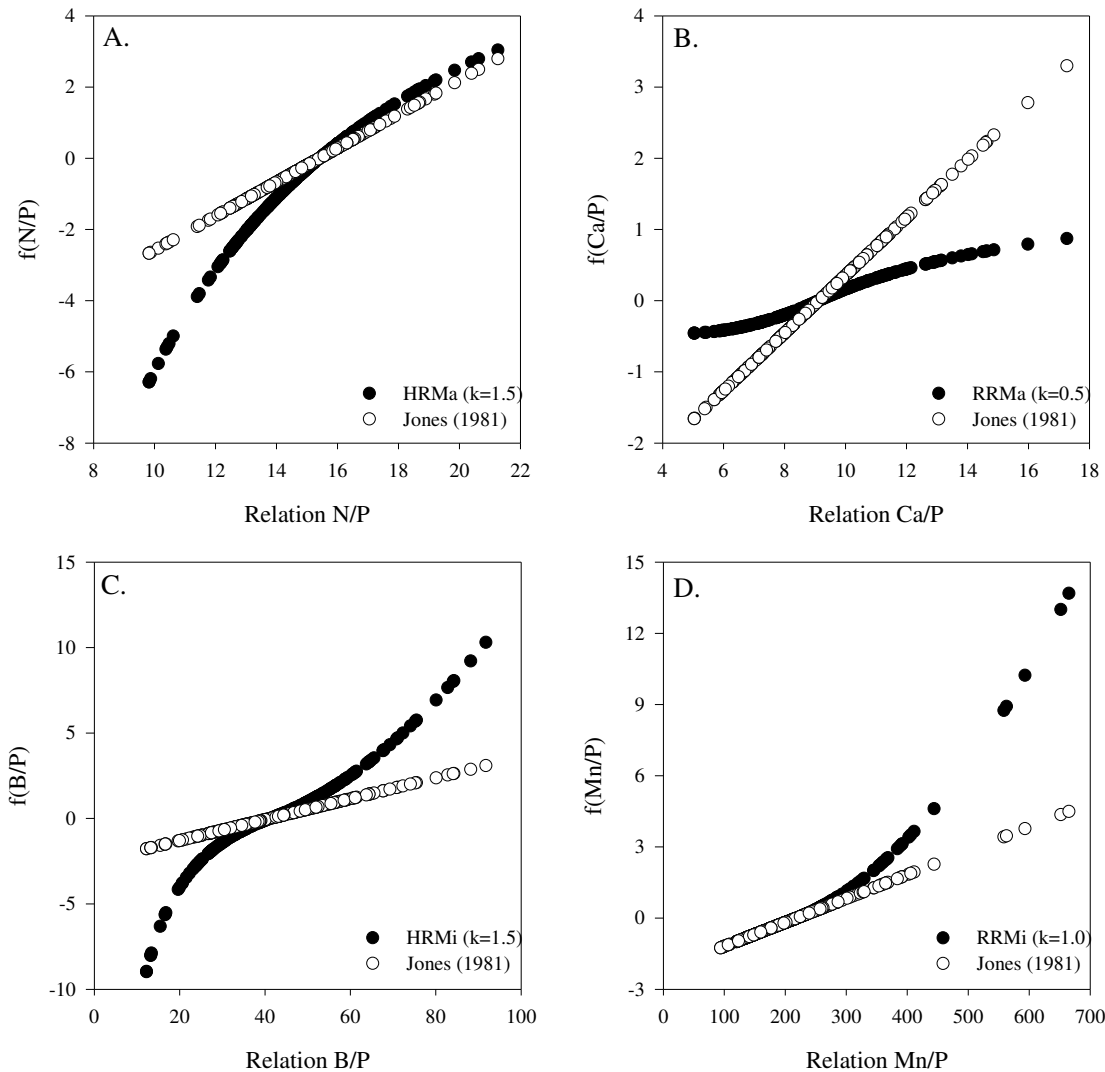 A.
4
2
0
-2
-4
-6
-8
f(N/P)
8 10 12 14 16 18 20 22
Relation N/P
HRMa (k=1.5)
Jones (1981)
B.
4
3
2
1
0
-1
-2
f(Ca/P)
4 6 8 10 12 14 16 18
Relation Ca/P
RRMa (k=0.5)
Jones (1981)
C.
15
10
5
0
-5
-10
f(B/P)
0 20 40 60 80 100
Relation B/P
HRMi (k=1.5)
Jones (1981)
D.
15
12
9
6
3
0
-3
f(Mn/P)
0 100 200 300 400 500 600 700
Relation Mn/P
RRMi (k=1.0)
Jones (1981)